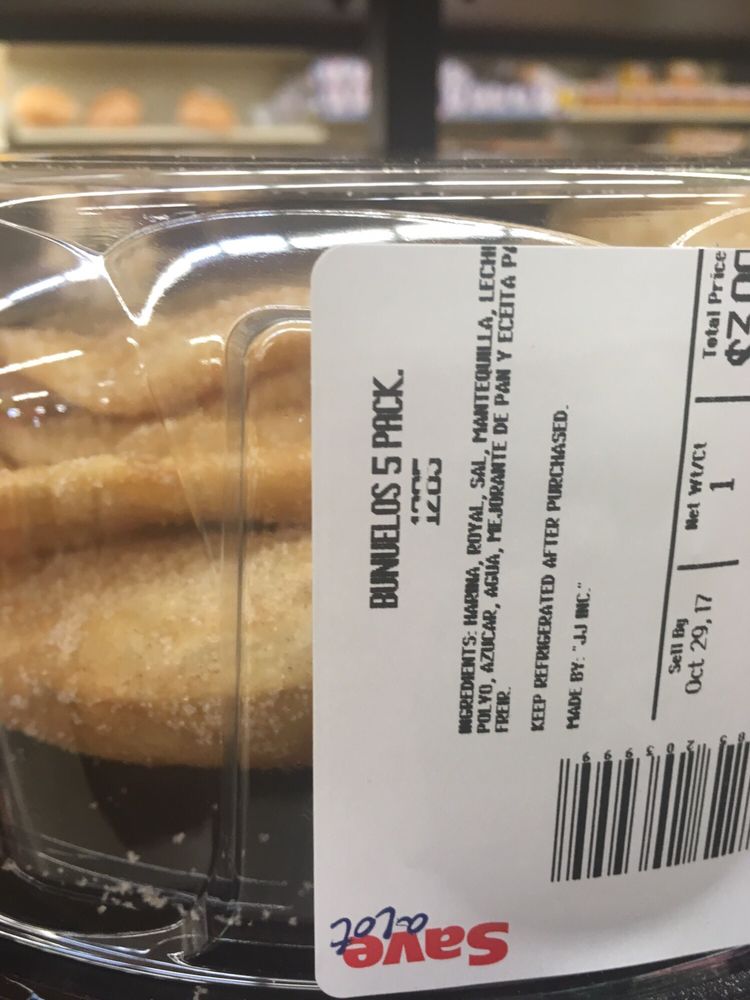 BUNUELOS 5 PACK.
12OZ
INGREDIENTS: HARINA, ROYAL, SAL, MANTEQUILLA, LECHE
POLVO, AZUCAR, AGUA, MEJORANTE DE PAN Y ECEITA PA
FREIR.
KEEP REFRIGERATED AFTER PURCHASED.
MADE BY: "JJ INC."
Sell By
Oct 29,17
Net Wt/Ct
1
Total Price
Save
a lot